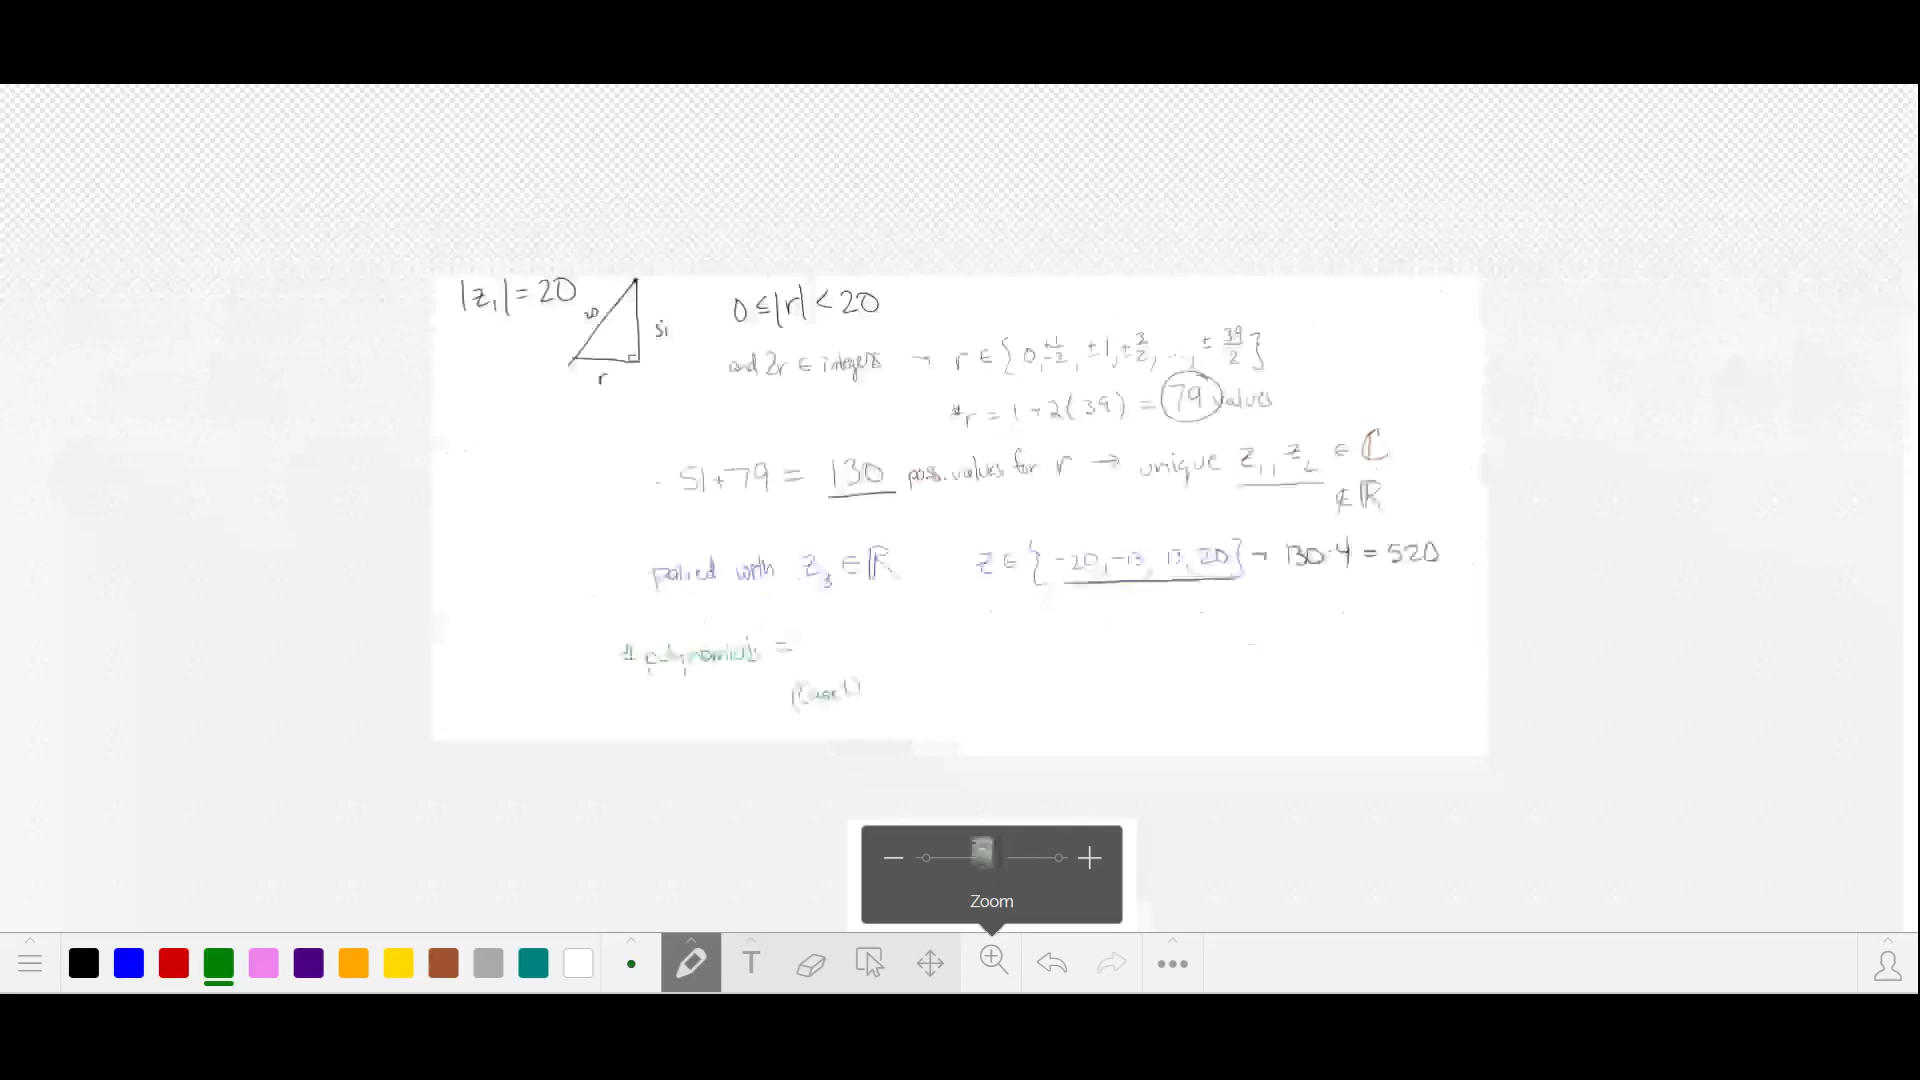 |z₁| = 20
20
si
r
0 ≤ |r| < 20
and 2r ∈ integers → r ∈ {0, ±1/2, ±1, ±3/2, ..., ±39/2}
#r = 1 + 2(39) = 79 values
51 + 79 = 130 poss. values for r → unique z₁, z₂ ∈ ℂ
∉ ℝ
paired with z₃ ∈ ℝ z ∈ {-20, -13, 13, 20} → 130·4 = 520
# polynomials =
(Case 1)
Zoom
T